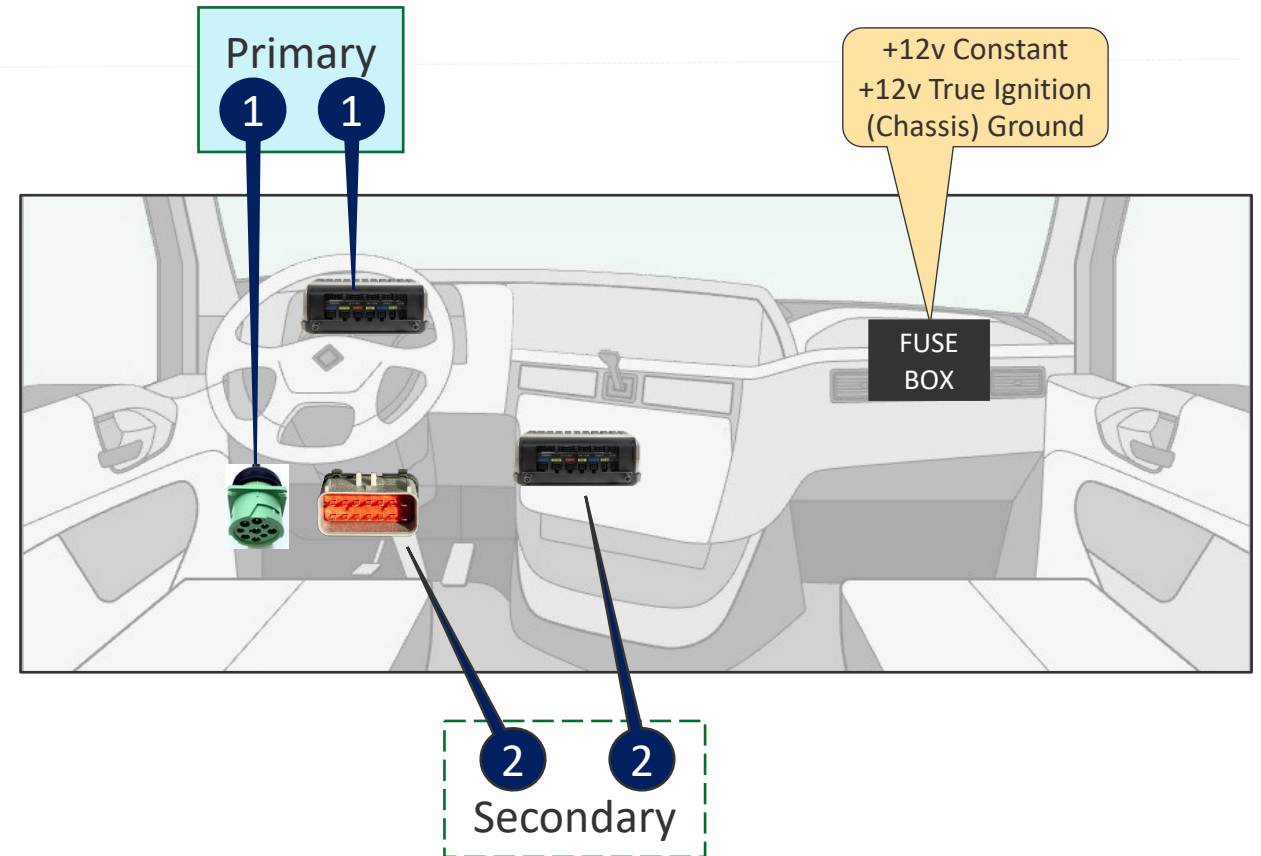 Primary
1 1
+12v Constant
+12v True Ignition
(Chassis) Ground
FUSE
BOX
2 2
Secondary